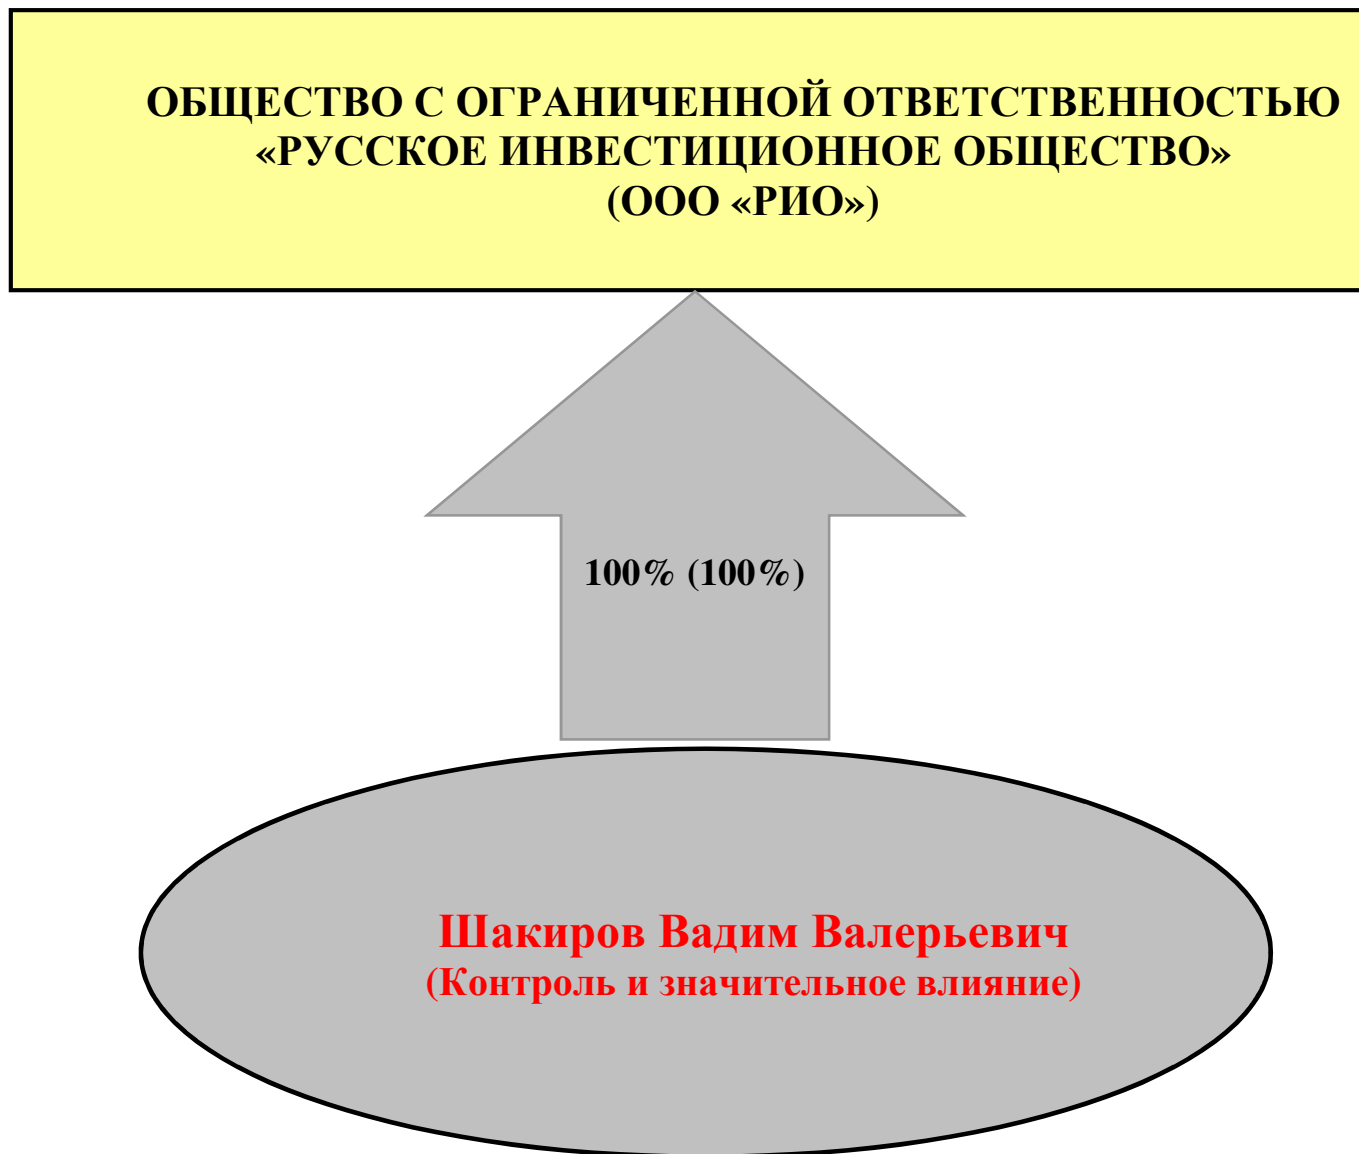 ОБЩЕСТВО С ОГРАНИЧЕННОЙ ОТВЕТСТВЕННОСТЬЮ
«РУССКОЕ ИНВЕСТИЦИОННОЕ ОБЩЕСТВО»
(ООО «РИО»)
100% (100%)
Шакиров Вадим Валерьевич
(Контроль и значительное влияние)